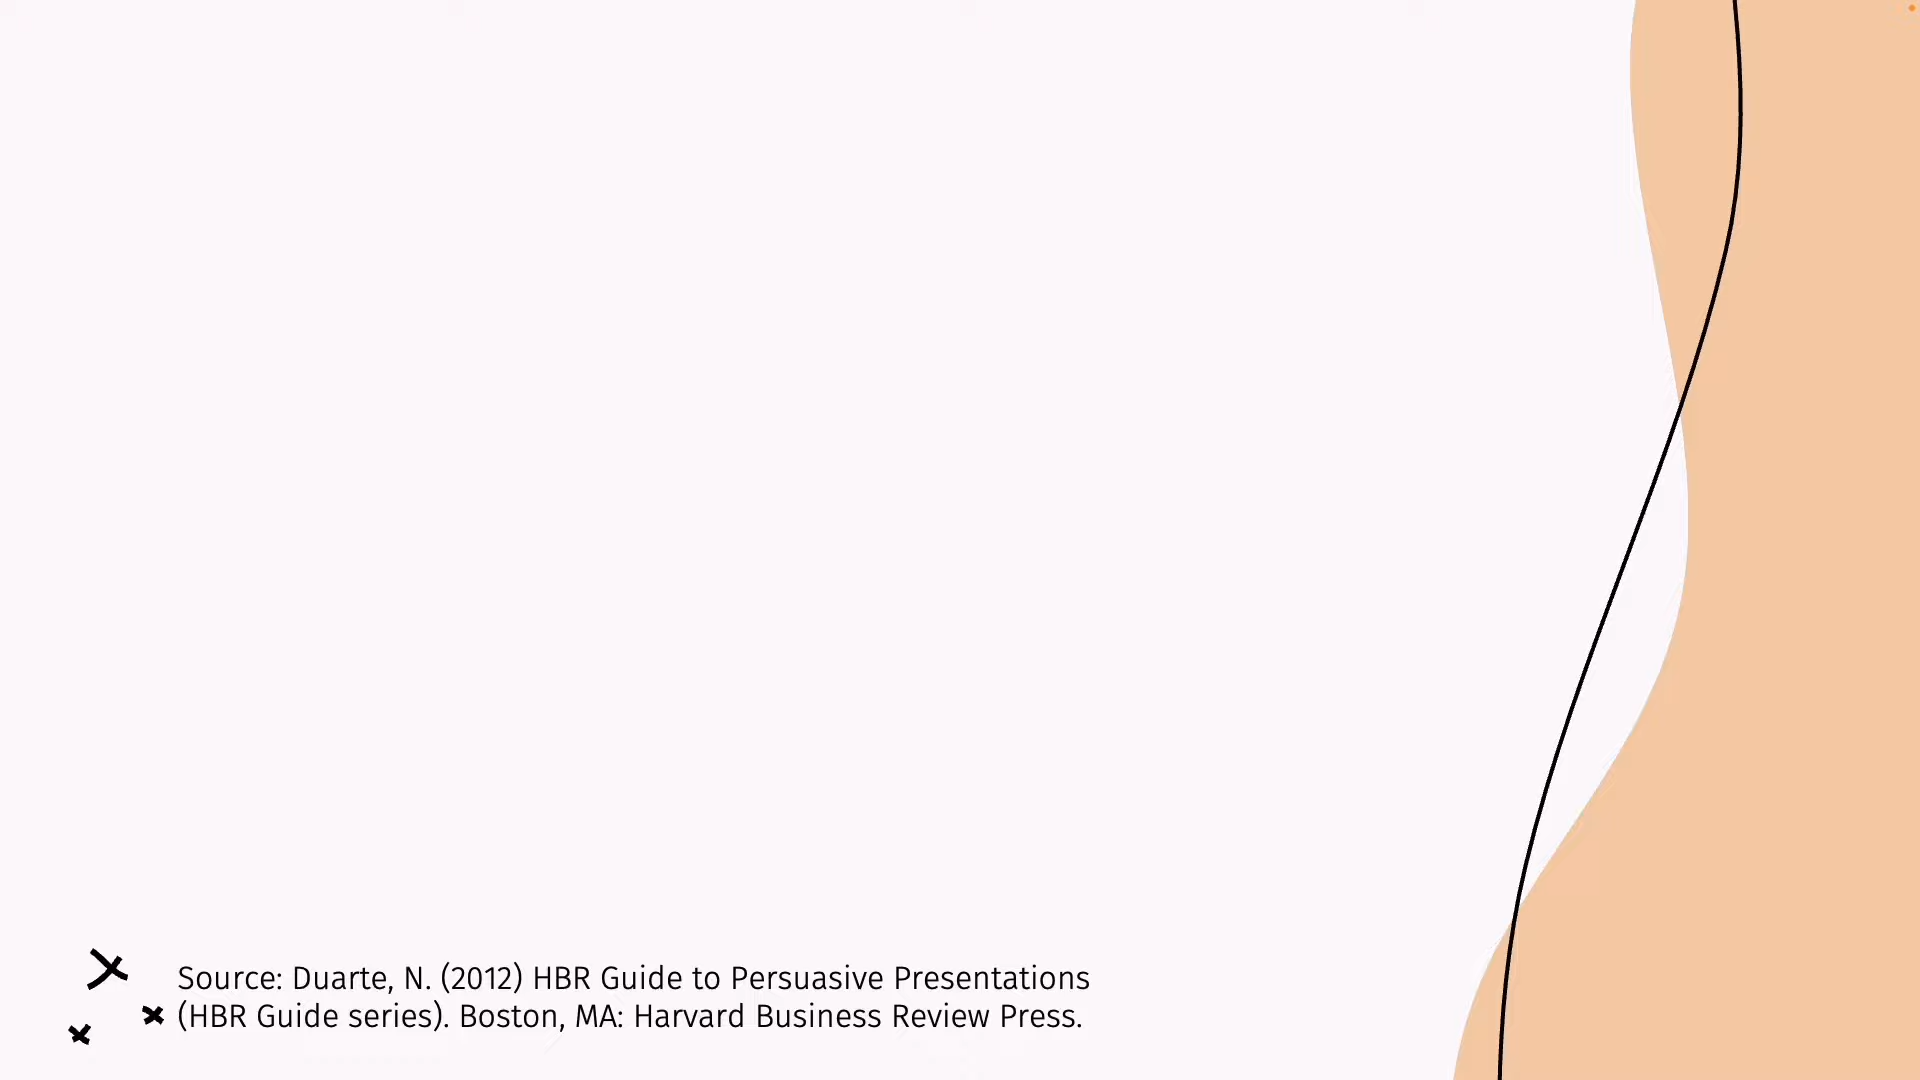 Source: Duarte, N. (2012) HBR Guide to Persuasive Presentations
(HBR Guide series). Boston, MA: Harvard Business Review Press.